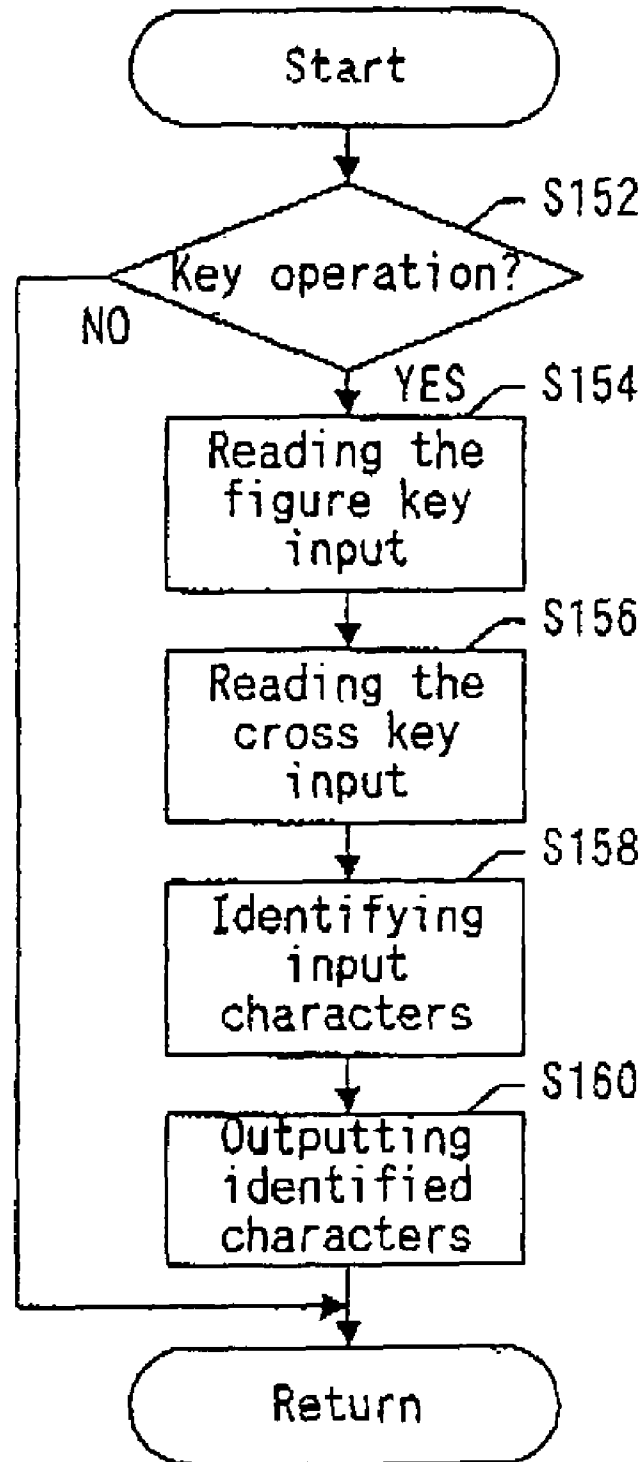 Start
S152
Key operation?
NO
YES
S154
Reading the
figure key
input
S156
Reading the
cross key
input
S158
Identifying
input
characters
S160
Outputting
identified
characters
Return